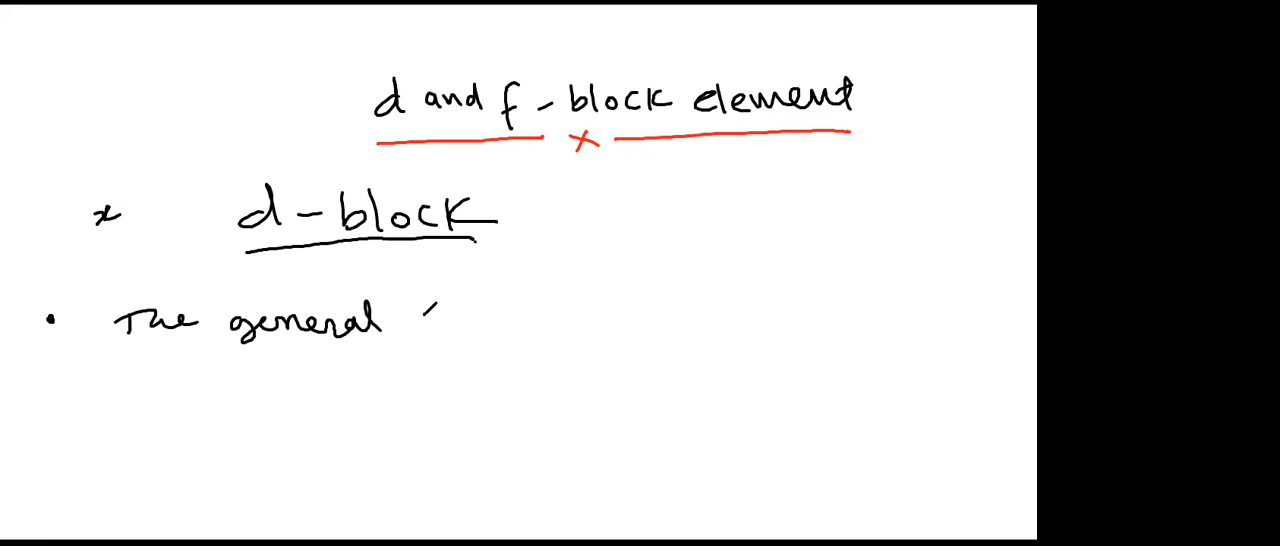 d and f - block element
* d - block
• The general